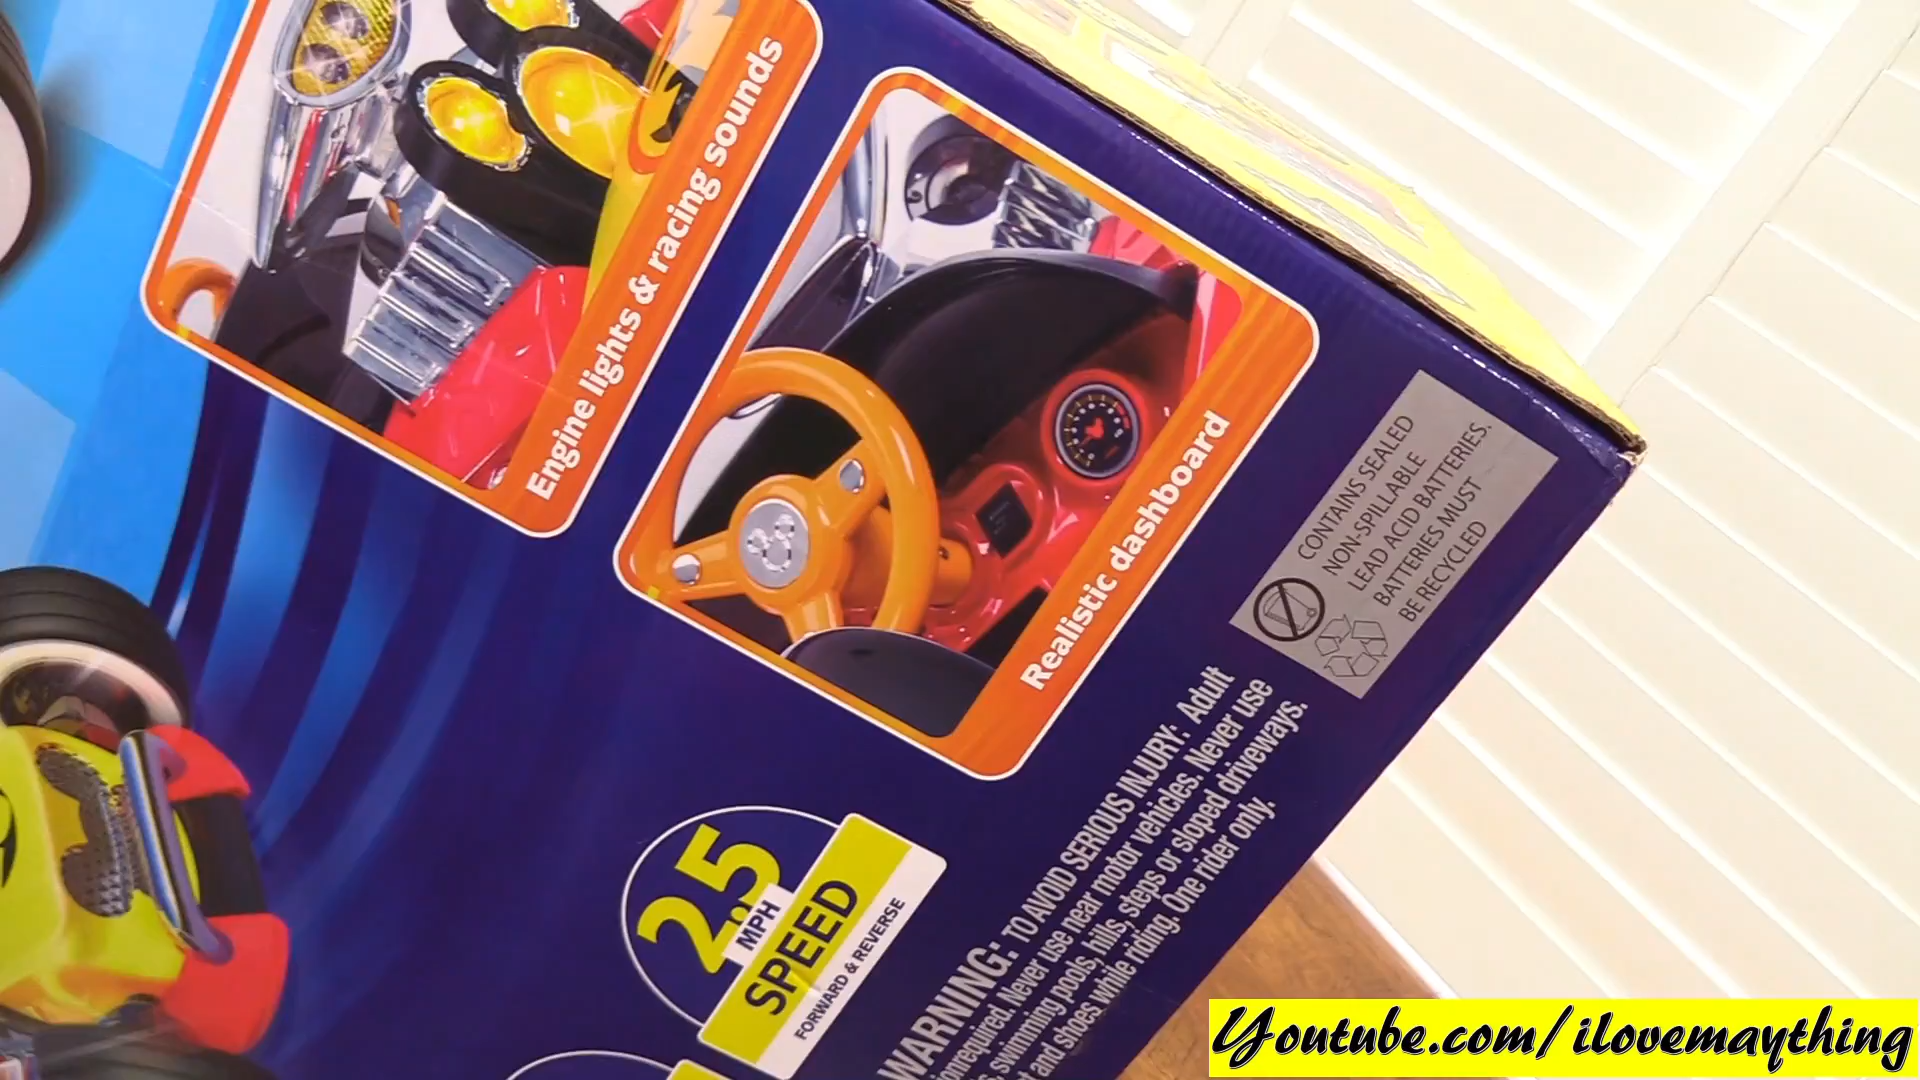 Engine lights & racing sounds
Realistic dashboard
CONTAINS SEALED
NON-SPILLABLE
LEAD ACID BATTERIES.
BATTERIES MUST
BE RECYCLED
2.5
MPH
SPEED
FORWARD & REVERSE
WARNING: TO AVOID SERIOUS INJURY: Adult
required. Never use near motor vehicles. Never use
swimming pools, hills, steps or sloped driveways.
and shoes while riding. One rider only.
Youtube.com/ilovemaything